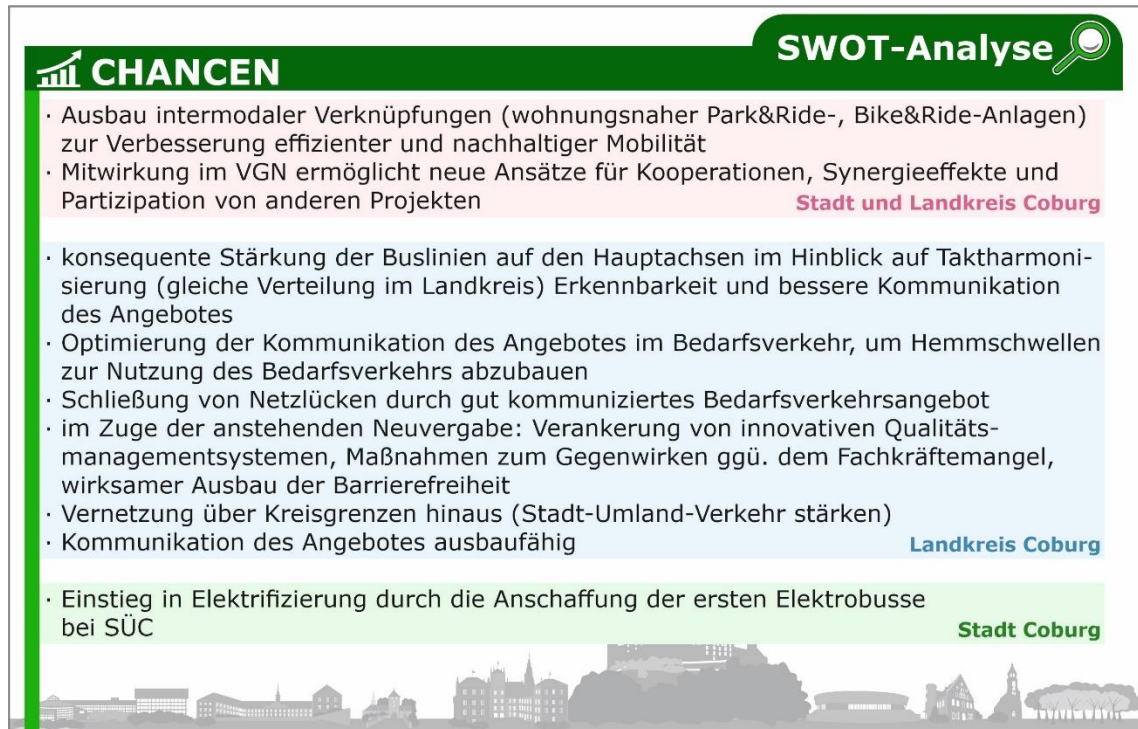 SWOT-Analyse
CHANCEN
· Ausbau intermodaler Verknüpfungen (wohnungsnaher Park&Ride-, Bike&Ride-Anlagen)
zur Verbesserung effizienter und nachhaltiger Mobilität
· Mitwirkung im VGN ermöglicht neue Ansätze für Kooperationen, Synergieeffekte und
Partizipation von anderen Projekten
Stadt und Landkreis Coburg
· konsequente Stärkung der Buslinien auf den Hauptachsen im Hinblick auf Taktharmoni-
sierung (gleiche Verteilung im Landkreis) Erkennbarkeit und bessere Kommunikation
des Angebotes
· Optimierung der Kommunikation des Angebotes im Bedarfsverkehr, um Hemmschwellen
zur Nutzung des Bedarfsverkehrs abzubauen
· Schließung von Netzlücken durch gut kommuniziertes Bedarfsverkehrsangebot
· im Zuge der anstehenden Neuvergabe: Verankerung von innovativen Qualitäts-
managementsystemen, Maßnahmen zum Gegenwirken ggü. dem Fachkräftemangel,
wirksamer Ausbau der Barrierefreiheit
· Vernetzung über Kreisgrenzen hinaus (Stadt-Umland-Verkehr stärken)
· Kommunikation des Angebotes ausbaufähig
Landkreis Coburg
· Einstieg in Elektrifizierung durch die Anschaffung der ersten Elektrobusse
bei SÜC
Stadt Coburg